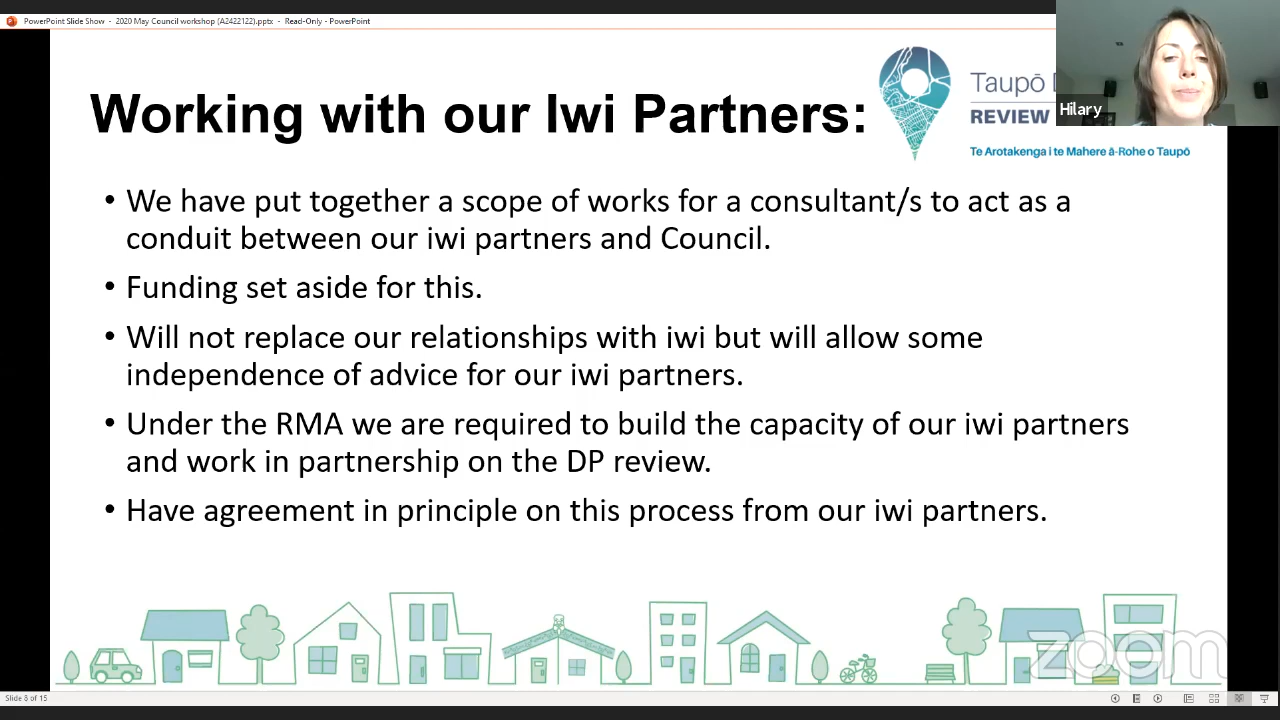 PowerPoint Slide Show - 2020 May Council workshop (A2422122).pptx - Read-Only - PowerPoint
Working with our Iwi Partners:
Taupō D
REVIEW
Te Arotakenga i te Mahere ā-Rohe o Taupō
Hilary
• We have put together a scope of works for a consultant/s to act as a
conduit between our iwi partners and Council.
• Funding set aside for this.
• Will not replace our relationships with iwi but will allow some
independence of advice for our iwi partners.
• Under the RMA we are required to build the capacity of our iwi partners
and work in partnership on the DP review.
• Have agreement in principle on this process from our iwi partners.
zoom
Slide 8 of 15